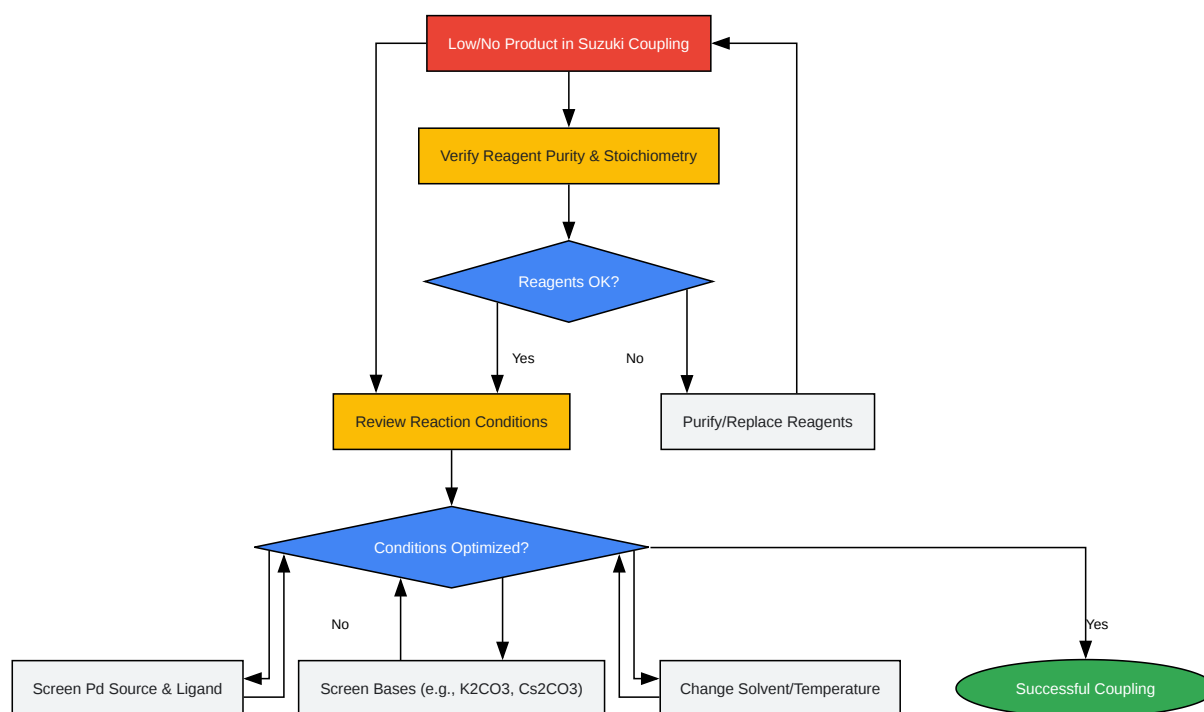 Low/No Product in Suzuki Coupling
Verify Reagent Purity & Stoichiometry
Reagents OK?
Yes
No
Review Reaction Conditions
Purify/Replace Reagents
Conditions Optimized?
No
Yes
Screen Pd Source & Ligand
Screen Bases (e.g., K2CO3, Cs2CO3)
Change Solvent/Temperature
Successful Coupling